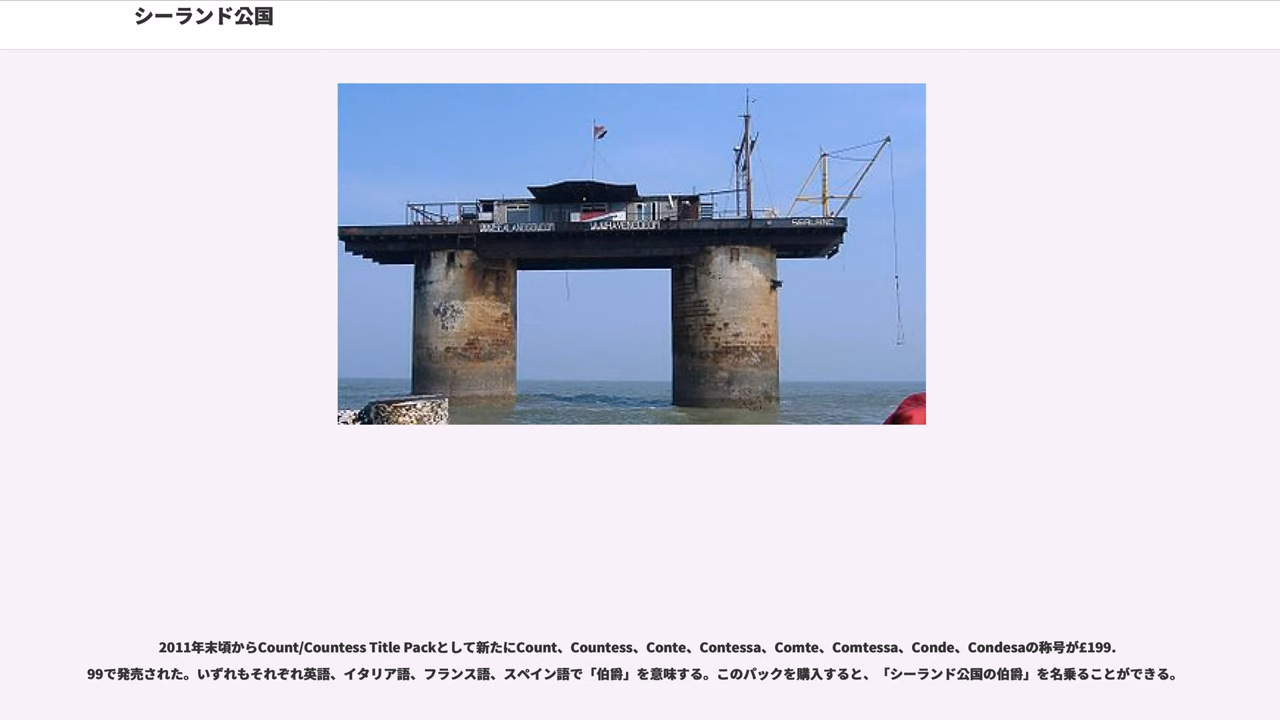 シーランド公国
SEALAND
2011年末頃からCount/Countess Title Packとして新たにCount、Countess、Conte、Contessa、Comte、Comtessa、Conde、Condesaの称号が£199.
99で発売された。いずれもそれぞれ英語、イタリア語、フランス語、スペイン語で「伯爵」を意味する。このパックを購入すると、「シーランド公国の伯爵」を名乗ることができる。